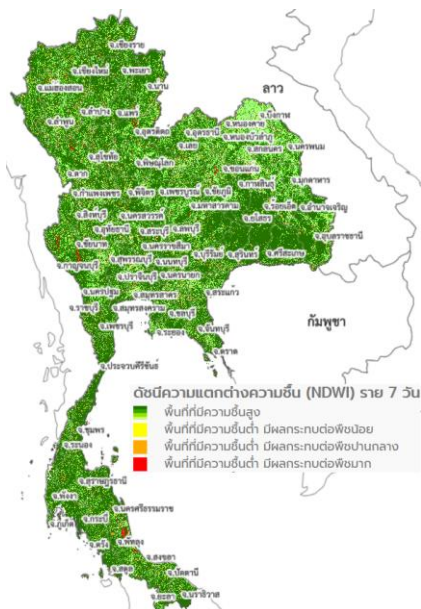 จ.เชียงราย
จ.เชียงใหม่
จ.พะเยา
จ.แม่ฮ่องสอน
จ.น่าน
ลาว
จ.บึงกาฬ
จ.ลำปาง
จ.แพร่
จ.หนองคาย
จ.ลำพูน
จ.อุตรดิตถ์
จ.อุดรธานี
จ.หนองบัวลำภู
จ.เลย
จ.สกลนคร
จ.นครพนม
จ.สุโขทัย
จ.พิษณุโลก
จ.ขอนแก่น
จ.ตาก
จ.กาฬสินธุ์
จ.มุกดาหาร
จ.กำแพงเพชร
จ.พิจิตร
จ.เพชรบูรณ์
จ.ชัยภูมิ
จ.มหาสารคาม
จ.ร้อยเอ็ด
จ.อำนาจเจริญ
จ.สิงห์บุรี
จ.นครสวรรค์
จ.ยโสธร
จ.อุทัยธานี
จ.สระบุรี
จ.ลพบุรี
จ.อุบลราชธานี
จ.ชัยนาท
จ.นครราชสีมา
จ.บุรีรัมย์
จ.สุรินทร์
จ.ศรีสะเกษ
จ.กาญจนบุรี
จ.สุพรรณบุรี
จ.นนทบุรี
จ.ปราจีนบุรี
จ.นครนายก
จ.นครปฐม
จ.สมุทรสาคร
จ.สระแก้ว
จ.ราชบุรี
จ.สมุทรสงคราม
จ.ชลบุรี
กัมพูชา
จ.เพชรบุรี
จ.ระยอง
จ.จันทบุรี
จ.ตราด
จ.ประจวบคีรีขันธ์
ดัชนีความแตกต่างความชื้น (NDWI) ราย 7 วัน
พื้นที่ที่มีความชื้นสูง
พื้นที่ที่มีความชื้นต่ำ มีผลกระทบต่อพืชน้อย
พื้นที่ที่มีความชื้นต่ำ มีผลกระทบต่อพืชปานกลาง
พื้นที่ที่มีความชื้นต่ำ มีผลกระทบต่อพืชมาก
จ.ชุมพร
จ.ระนอง
จ.สุราษฎร์ธานี
จ.พังงา
จ.นครศรีธรรมราช
จ.ภูเก็ต
จ.กระบี่
จ.ตรัง
จ.พัทลุง
จ.สงขลา
จ.สตูล
จ.ปัตตานี
จ.ยะลา
จ.นราธิวาส